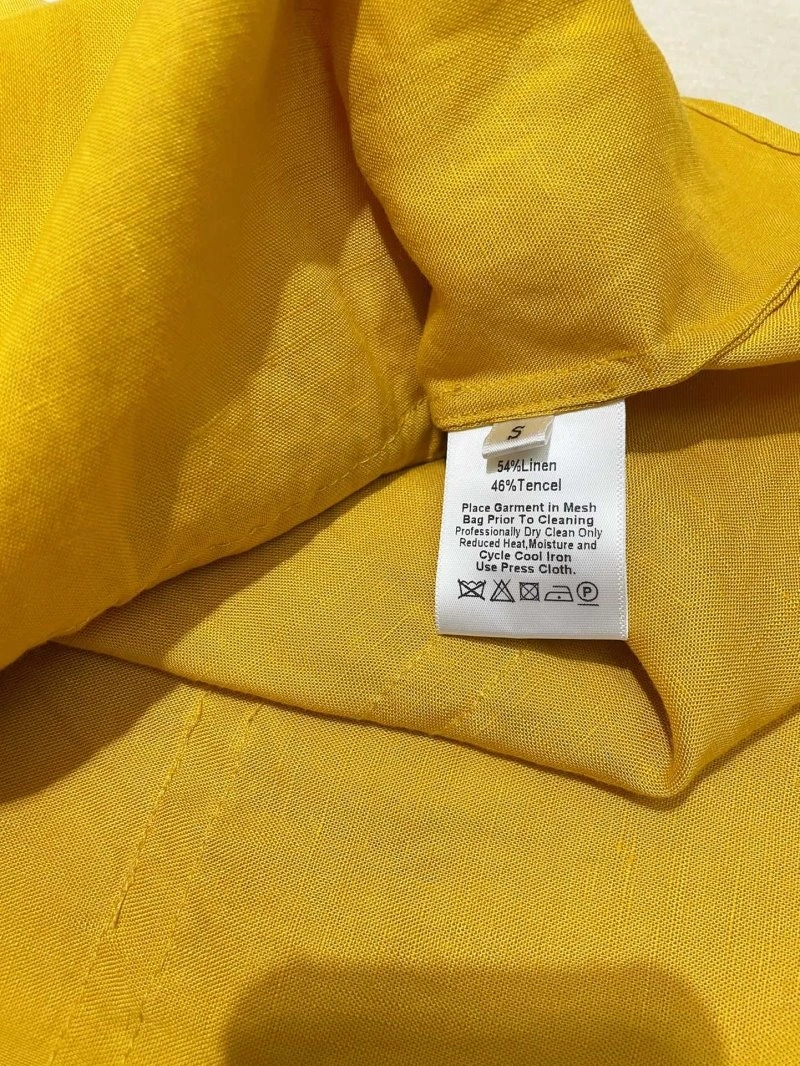 S
54%Linen
46%Tencel
Place Garment in Mesh
Bag Prior To Cleaning
Professionally Dry Clean Only
Reduced Heat,Moisture and
Cycle Cool Iron
Use Press Cloth.
P